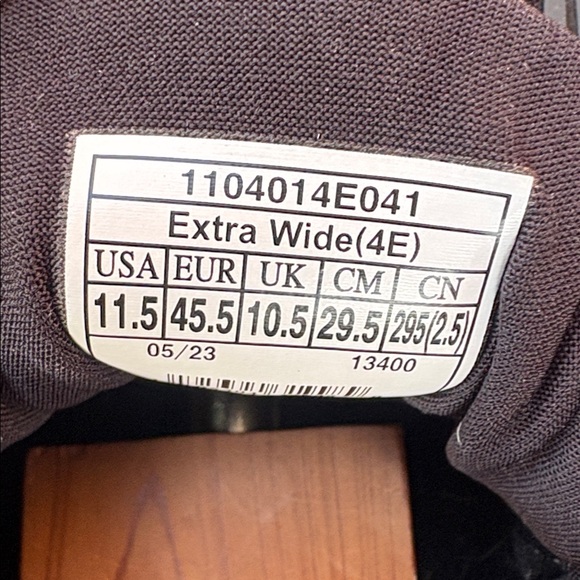 1104014E041
Extra Wide(4E)
USA EUR UK CM CN
11.5 45.5 10.5 29.5 295(2.5)
05/23 13400